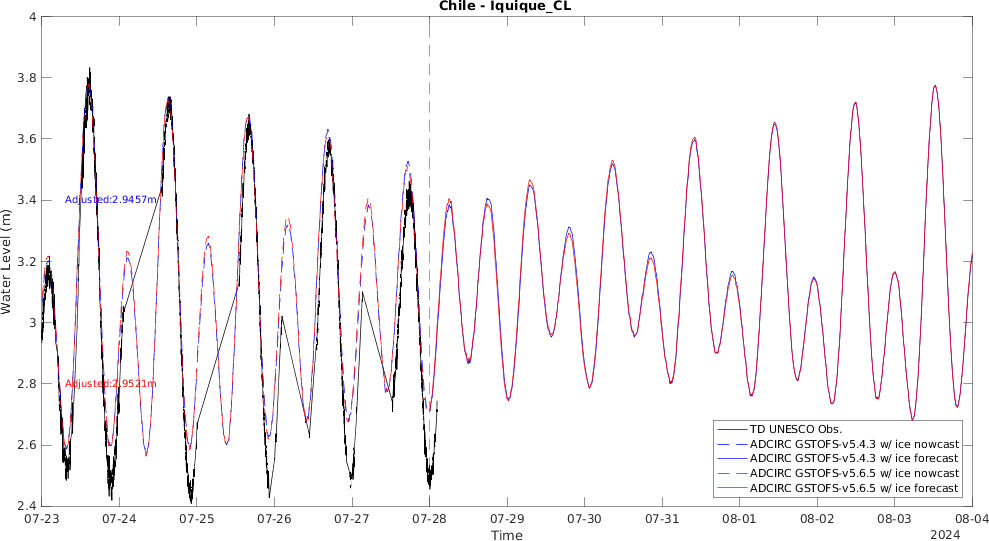 Chile - Iquique_CL
4
3.8
3.6
3.4
3.2
3
2.8
2.6
2.4
Water Level (m)
Adjusted:2.9457m
Adjusted:2.9521m
TD UNESCO Obs.
ADCIRC GSTOFS-v5.4.3 w/ ice nowcast
ADCIRC GSTOFS-v5.4.3 w/ ice forecast
ADCIRC GSTOFS-v5.6.5 w/ ice nowcast
ADCIRC GSTOFS-v5.6.5 w/ ice forecast
07-23 07-24 07-25 07-26 07-27 07-28 07-29 07-30 07-31 08-01 08-02 08-03 08-04
Time
2024